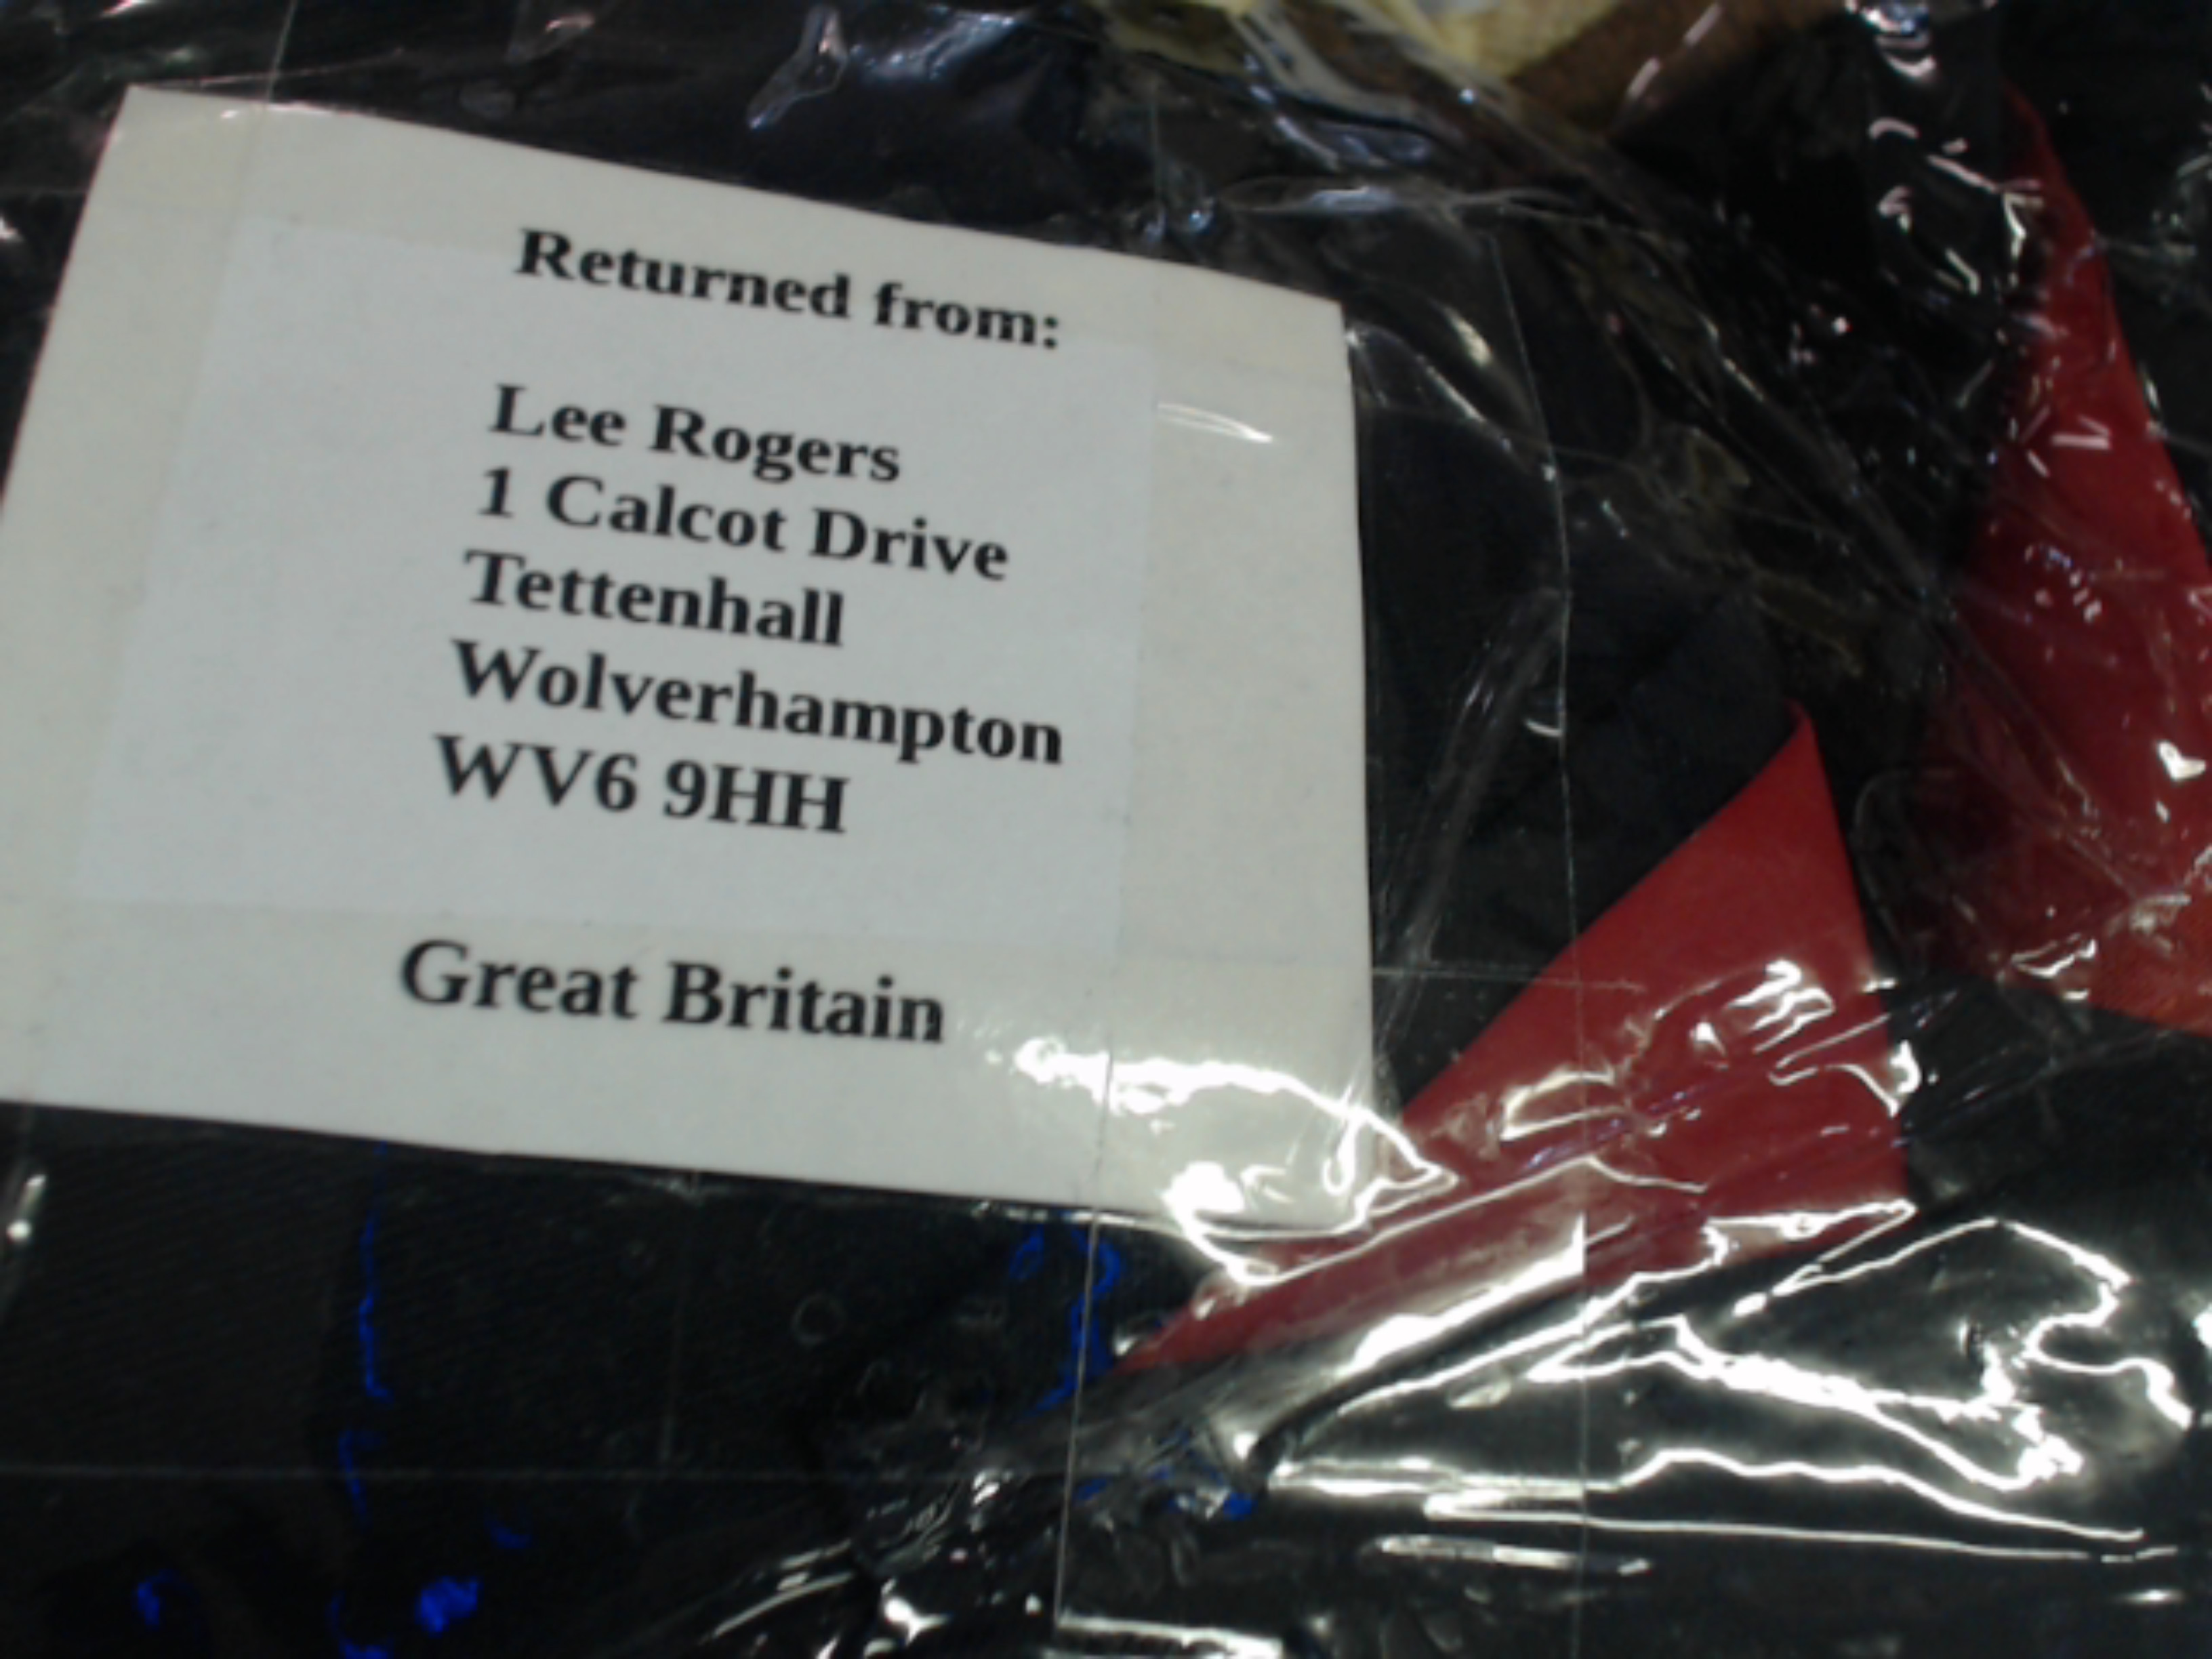 Returned from:
Lee Rogers
1 Calcot Drive
Tettenhall
Wolverhampton
WV6 9HH
Great Britain